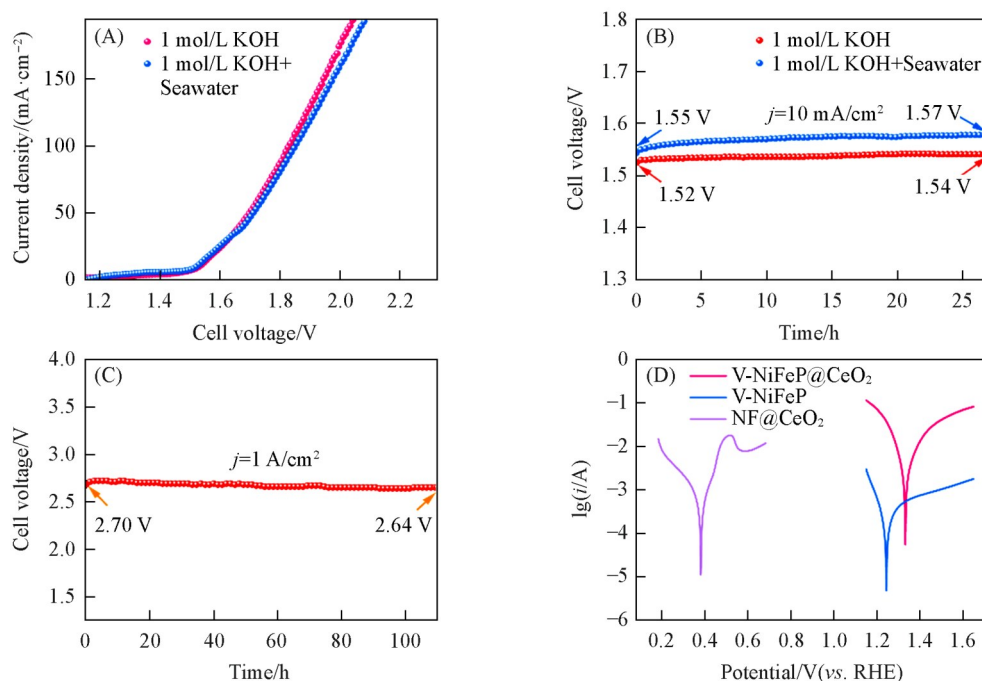 (A)
1 mol/L KOH
1 mol/L KOH+
Seawater
Current density/(mA·cm⁻²)
150
100
50
0
1.2 1.4 1.6 1.8 2.0 2.2
Cell voltage/V
(B)
1 mol/L KOH
1 mol/L KOH+Seawater
j=10 mA/cm²
1.55 V
1.57 V
1.52 V
1.54 V
Cell voltage/V
1.8
1.7
1.6
1.5
1.4
1.3
0 5 10 15 20 25
Time/h
(C)
j=1 A/cm²
2.70 V
2.64 V
Cell voltage/V
4.0
3.5
3.0
2.5
2.0
1.5
0 20 40 60 80 100
Time/h
(D)
V-NiFeP@CeO₂
V-NiFeP
NF@CeO₂
lg(i/A)
0
−1
−2
−3
−4
−5
−6
0.2 0.4 0.6 0.8 1.0 1.2 1.4 1.6
Potential/V(vs. RHE)